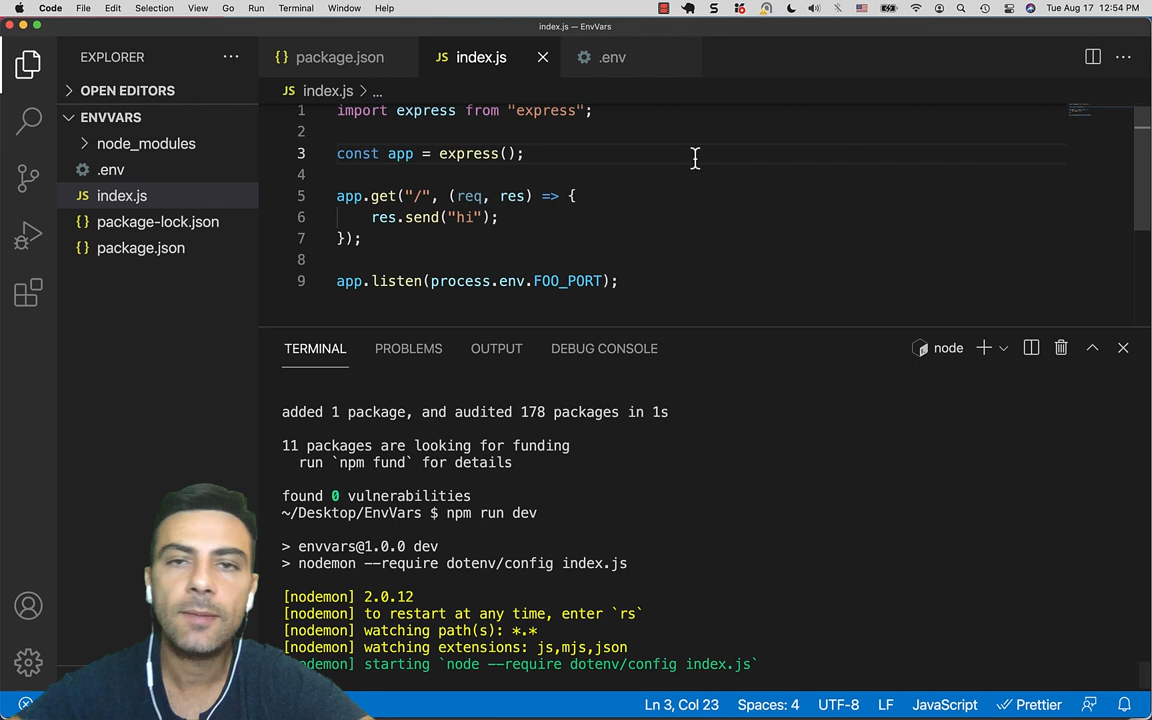 Code File Edit Selection View Go Run Terminal Window Help Tue Aug 17 12:54 PM
index.js — EnvVars
EXPLORER
{} package.json
JS index.js
.env
OPEN EDITORS
JS index.js > ...
ENVVARS
node_modules
.env
JS index.js
{} package-lock.json
{} package.json
1 import express from "express";
2
3 const app = express();
4
5 app.get("/", (req, res) => {
6 res.send("hi");
7 });
8
9 app.listen(process.env.FOO_PORT);
TERMINAL PROBLEMS OUTPUT DEBUG CONSOLE node
added 1 package, and audited 178 packages in 1s
11 packages are looking for funding
run `npm fund` for details
found 0 vulnerabilities
~/Desktop/EnvVars $ npm run dev
> envvars@1.0.0 dev
> nodemon --require dotenv/config index.js
[nodemon] 2.0.12
[nodemon] to restart at any time, enter `rs`
[nodemon] watching path(s): *.*
[nodemon] watching extensions: js,mjs,json
starting `node --require dotenv/config index.js`
Ln 3, Col 23 Spaces: 4 UTF-8 LF JavaScript Prettier